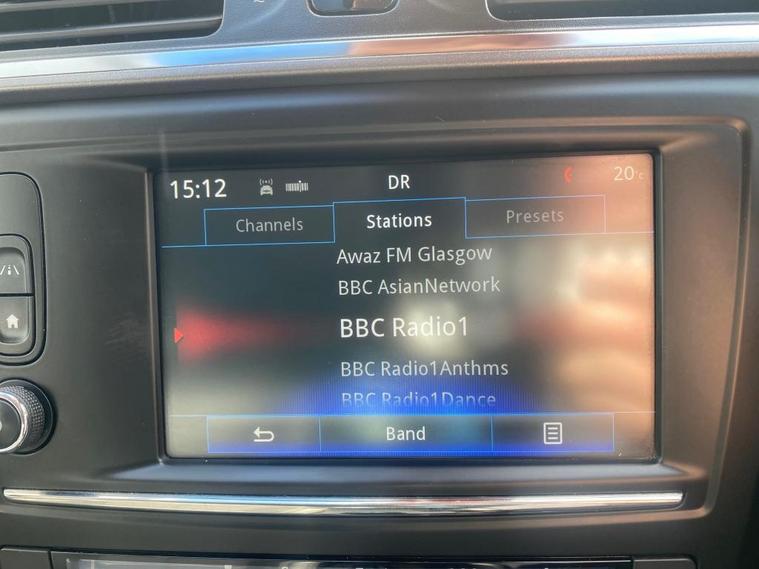 15:12 DR 20°c
Channels Stations Presets
Awaz FM Glasgow
BBC AsianNetwork
BBC Radio1
BBC Radio1Anthms
BBC Radio1Dance
Band